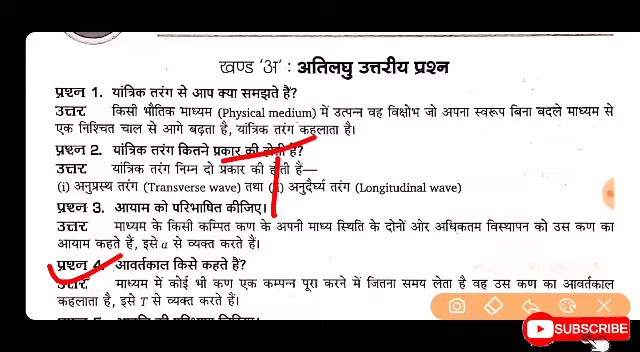 खण्ड 'अ' : अतिलघु उत्तरीय प्रश्न
प्रश्न 1. यांत्रिक तरंग से आप क्या समझते हैं?
उत्तर किसी भौतिक माध्यम (Physical medium) में उत्पन्न वह विक्षोभ जो अपना स्वरूप बिना बदले माध्यम से
एक निश्चित चाल से आगे बढ़ता है, यांत्रिक तरंग कहलाता है।
प्रश्न 2. यांत्रिक तरंग कितने प्रकार की होती है?
उत्तर यांत्रिक तरंग निम्न दो प्रकार की होती हैं—
(i) अनुप्रस्थ तरंग (Transverse wave) तथा (ii) अनुदैर्घ्य तरंग (Longitudinal wave)
प्रश्न 3. आयाम को परिभाषित कीजिए।
उत्तर माध्यम के किसी कम्पित कण के अपनी माध्य स्थिति के दोनों ओर अधिकतम विस्थापन को उस कण का
आयाम कहते हैं, इसे a से व्यक्त करते हैं।
प्रश्न 4. आवर्तकाल किसे कहते हैं?
उत्तर माध्यम में कोई भी कण एक कम्पन पूरा करने में जितना समय लेता है वह उस कण का आवर्तकाल
कहलाता है, इसे T से व्यक्त करते हैं।
SUBSCRIBE